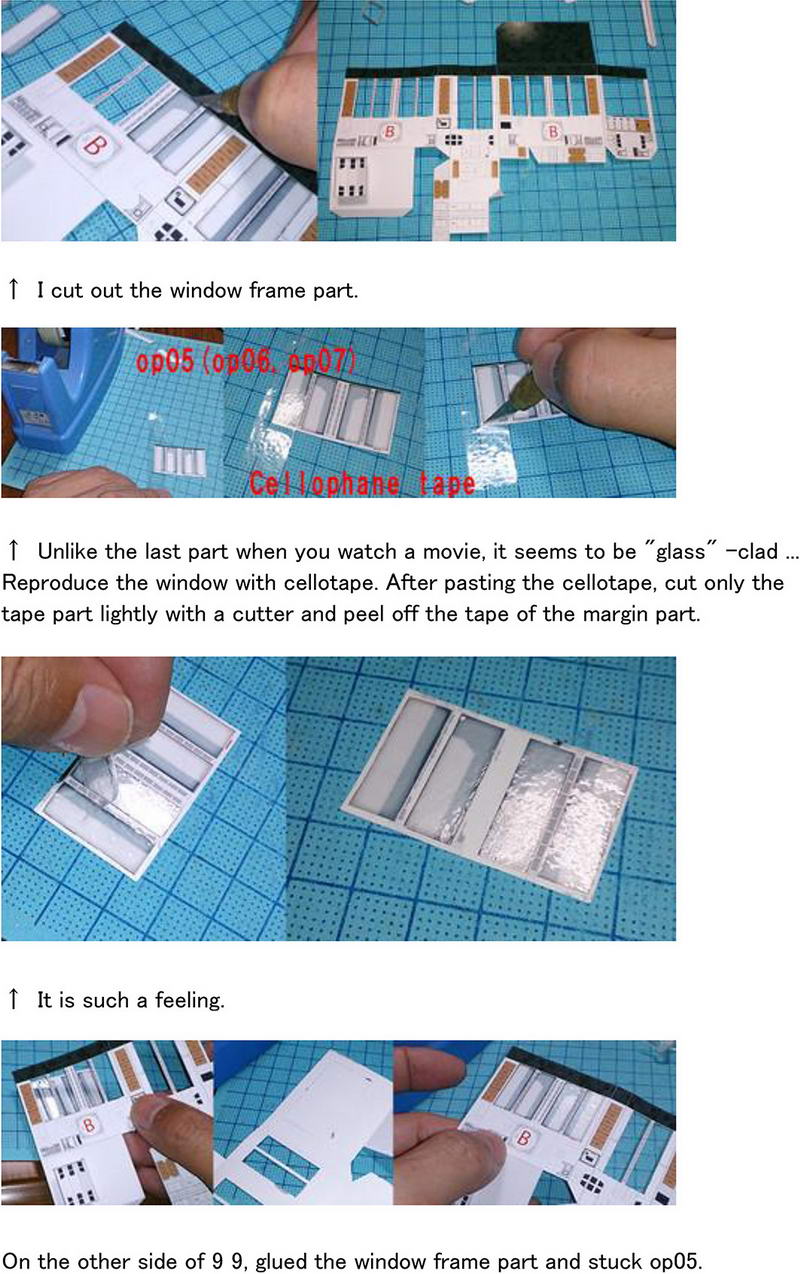 B
B
B
↑ I cut out the window frame part.
op05(op06, op07)
Cellophane tape
↑ Unlike the last part when you watch a movie, it seems to be "glass" -clad ...
Reproduce the window with cellotape. After pasting the cellotape, cut only the
tape part lightly with a cutter and peel off the tape of the margin part.
↑ It is such a feeling.
B
B
On the other side of 9 9, glued the window frame part and stuck op05.